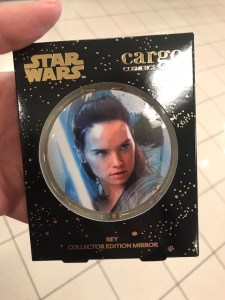 STAR
WARS
cargo
COSMETICS
REY
COLLECTOR EDITION MIRROR